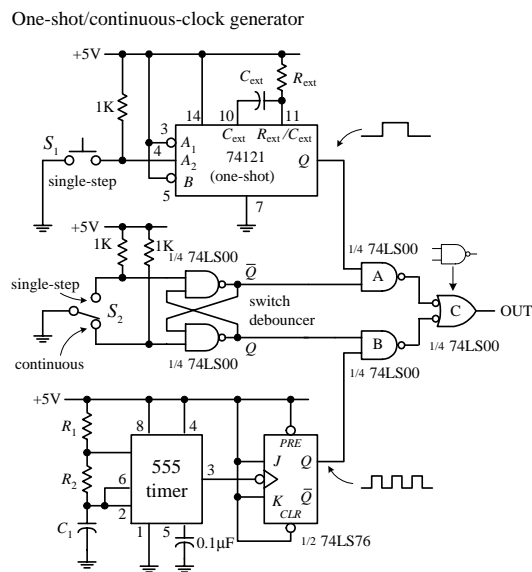 One-shot/continuous-clock generator
+5V
1K
C_ext
R_ext
14
10
11
3
4
5
C_ext
R_ext/C_ext
A_1
A_2
B
74121
(one-shot)
Q
7
S_1
single-step
+5V
1K
1K
1/4 74LS00
Q̅
single-step
S_2
continuous
switch
debouncer
Q
1/4 74LS00
1/4 74LS00
A
B
1/4 74LS00
C
OUT
1/4 74LS00
+5V
R_1
R_2
C_1
8
4
6
2
555
timer
3
1
5
0.1μF
PRE
J
Q
K
Q̅
CLR
1/2 74LS76